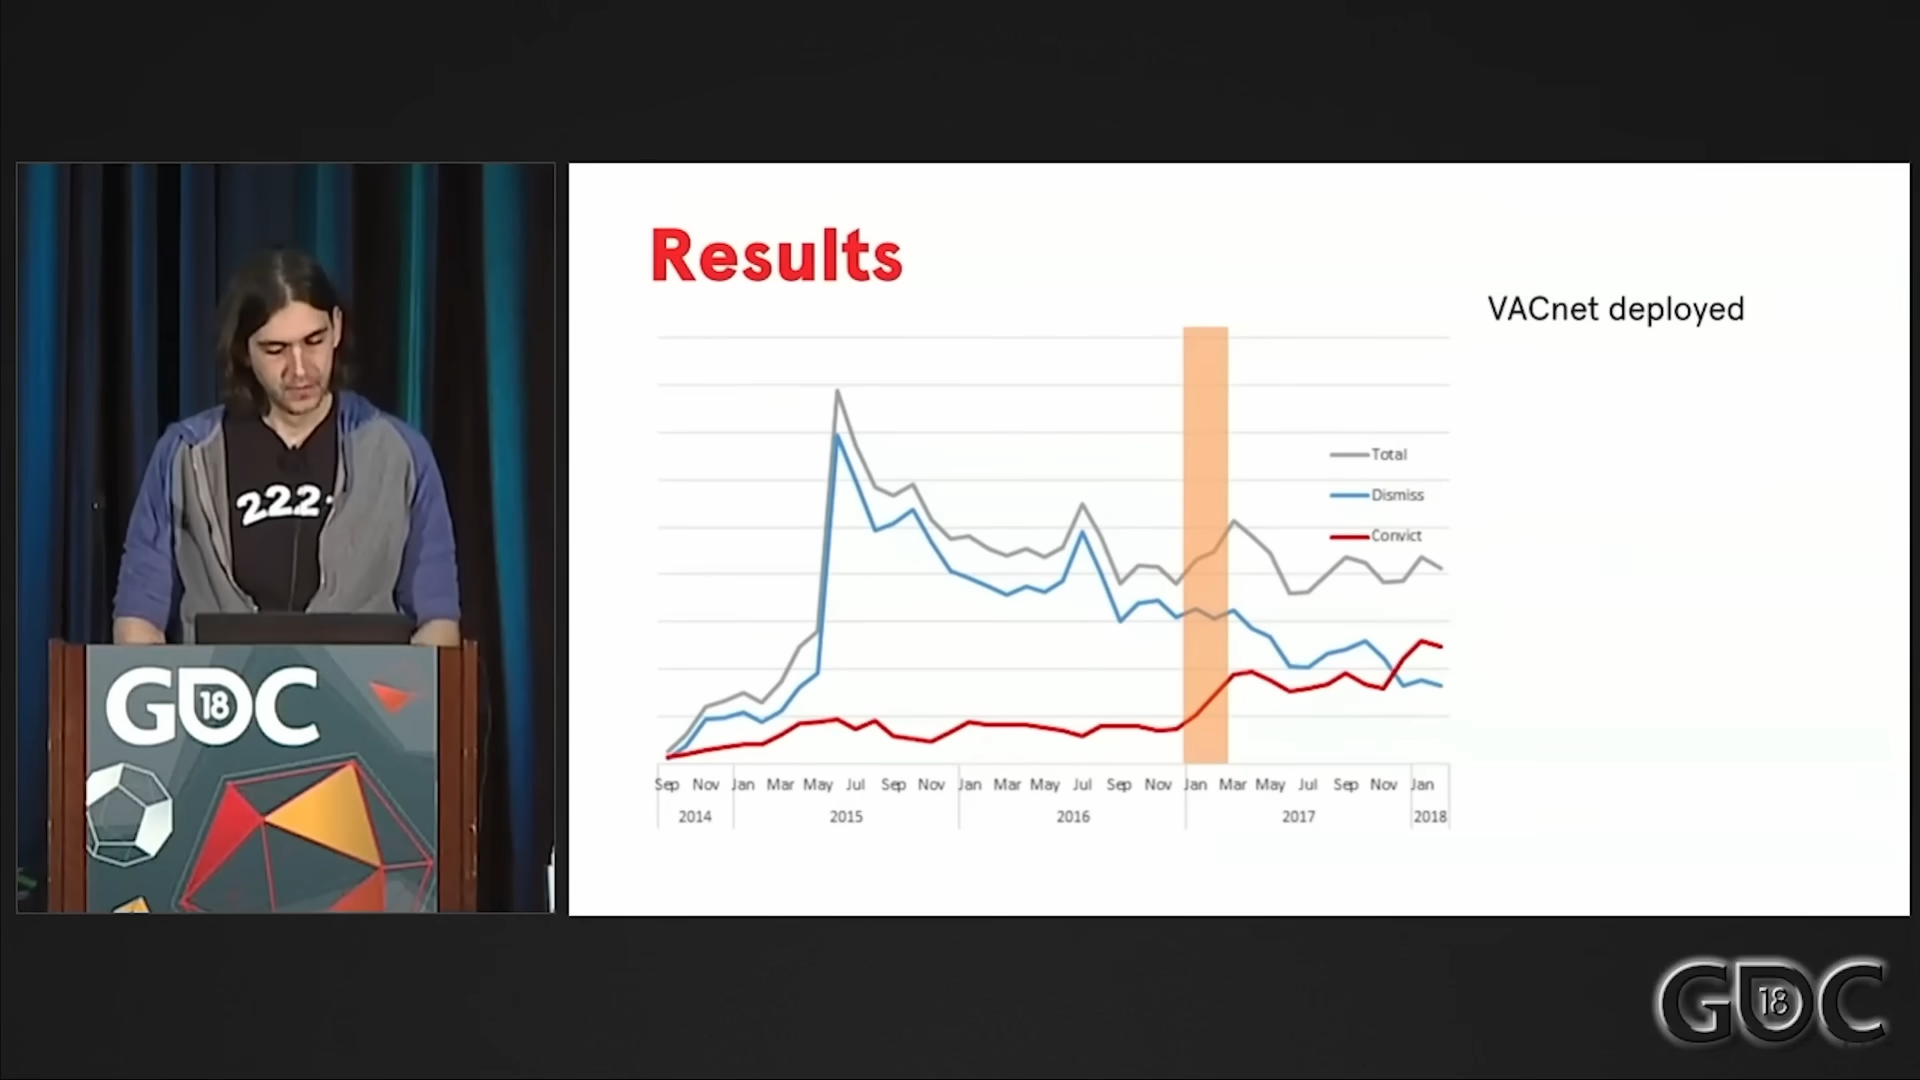 Results
VACnet deployed
Total
Dismiss
Convict
Sep Nov Jan Mar May Jul Sep Nov Jan Mar May Jul Sep Nov Jan Mar May Jul Sep Nov Jan
2014 2015 2016 2017 2018
222
GDC
18
GDC
18